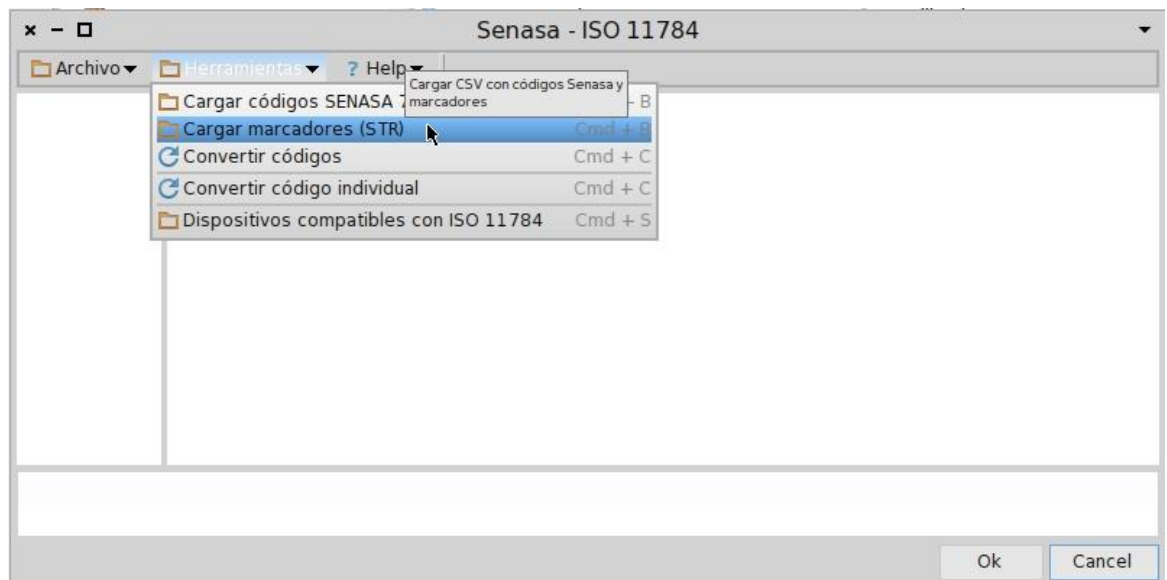 Senasa - ISO 11784
Archivo Herramientas ? Help
Cargar CSV con códigos Senasa y
marcadores
Cargar códigos SENASA - B
Cargar marcadores (STR) Cmd + B
Convertir códigos Cmd + C
Convertir código individual Cmd + C
Dispositivos compatibles con ISO 11784 Cmd + S
Ok Cancel